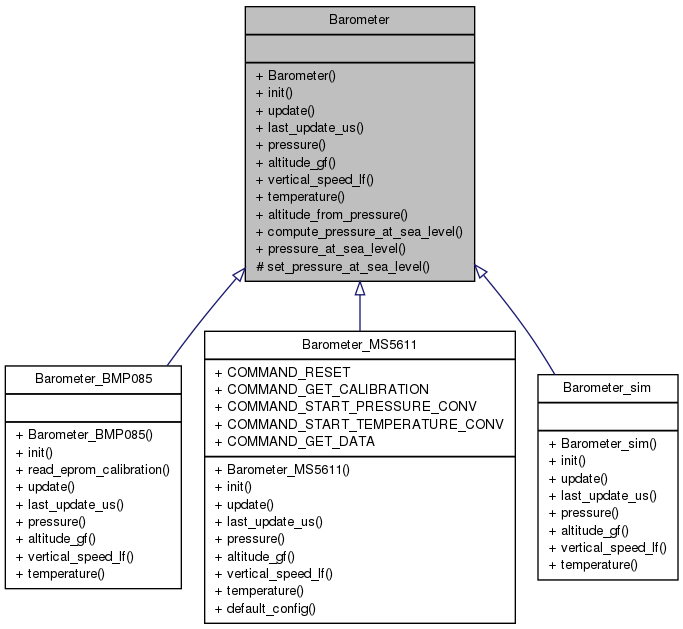 Barometer
+ Barometer()
+ init()
+ update()
+ last_update_us()
+ pressure()
+ altitude_gf()
+ vertical_speed_lf()
+ temperature()
+ altitude_from_pressure()
+ compute_pressure_at_sea_level()
+ pressure_at_sea_level()
# set_pressure_at_sea_level()
Barometer_BMP085
+ Barometer_BMP085()
+ init()
+ read_eprom_calibration()
+ update()
+ last_update_us()
+ pressure()
+ altitude_gf()
+ vertical_speed_lf()
+ temperature()
Barometer_MS5611
+ COMMAND_RESET
+ COMMAND_GET_CALIBRATION
+ COMMAND_START_PRESSURE_CONV
+ COMMAND_START_TEMPERATURE_CONV
+ COMMAND_GET_DATA
+ Barometer_MS5611()
+ init()
+ update()
+ last_update_us()
+ pressure()
+ altitude_gf()
+ vertical_speed_lf()
+ temperature()
+ default_config()
Barometer_sim
+ Barometer_sim()
+ init()
+ update()
+ last_update_us()
+ pressure()
+ altitude_gf()
+ vertical_speed_lf()
+ temperature()